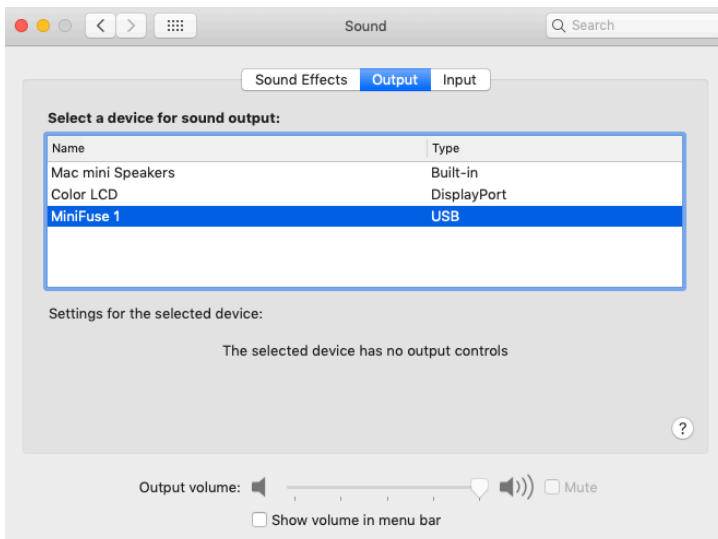 Sound
Search
Sound Effects Output Input
Select a device for sound output:
Name Type
Mac mini Speakers Built-in
Color LCD DisplayPort
MiniFuse 1 USB
Settings for the selected device:
The selected device has no output controls
?
Output volume: Mute
Show volume in menu bar